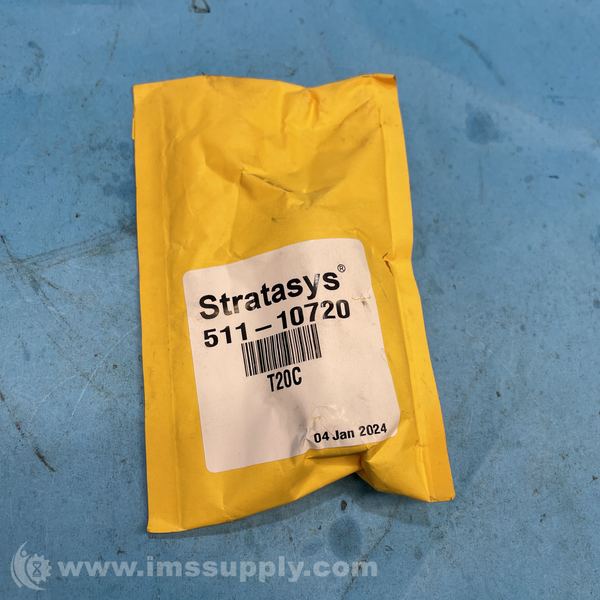 Stratasys®
511-10720
T20C
04 Jan 2024
www.imssupply.com